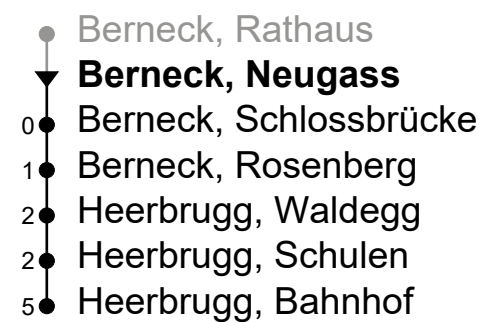 Berneck, Rathaus
Berneck, Neugass
0 Berneck, Schlossbrücke
1 Berneck, Rosenberg
2 Heerbrugg, Waldegg
2 Heerbrugg, Schulen
5 Heerbrugg, Bahnhof